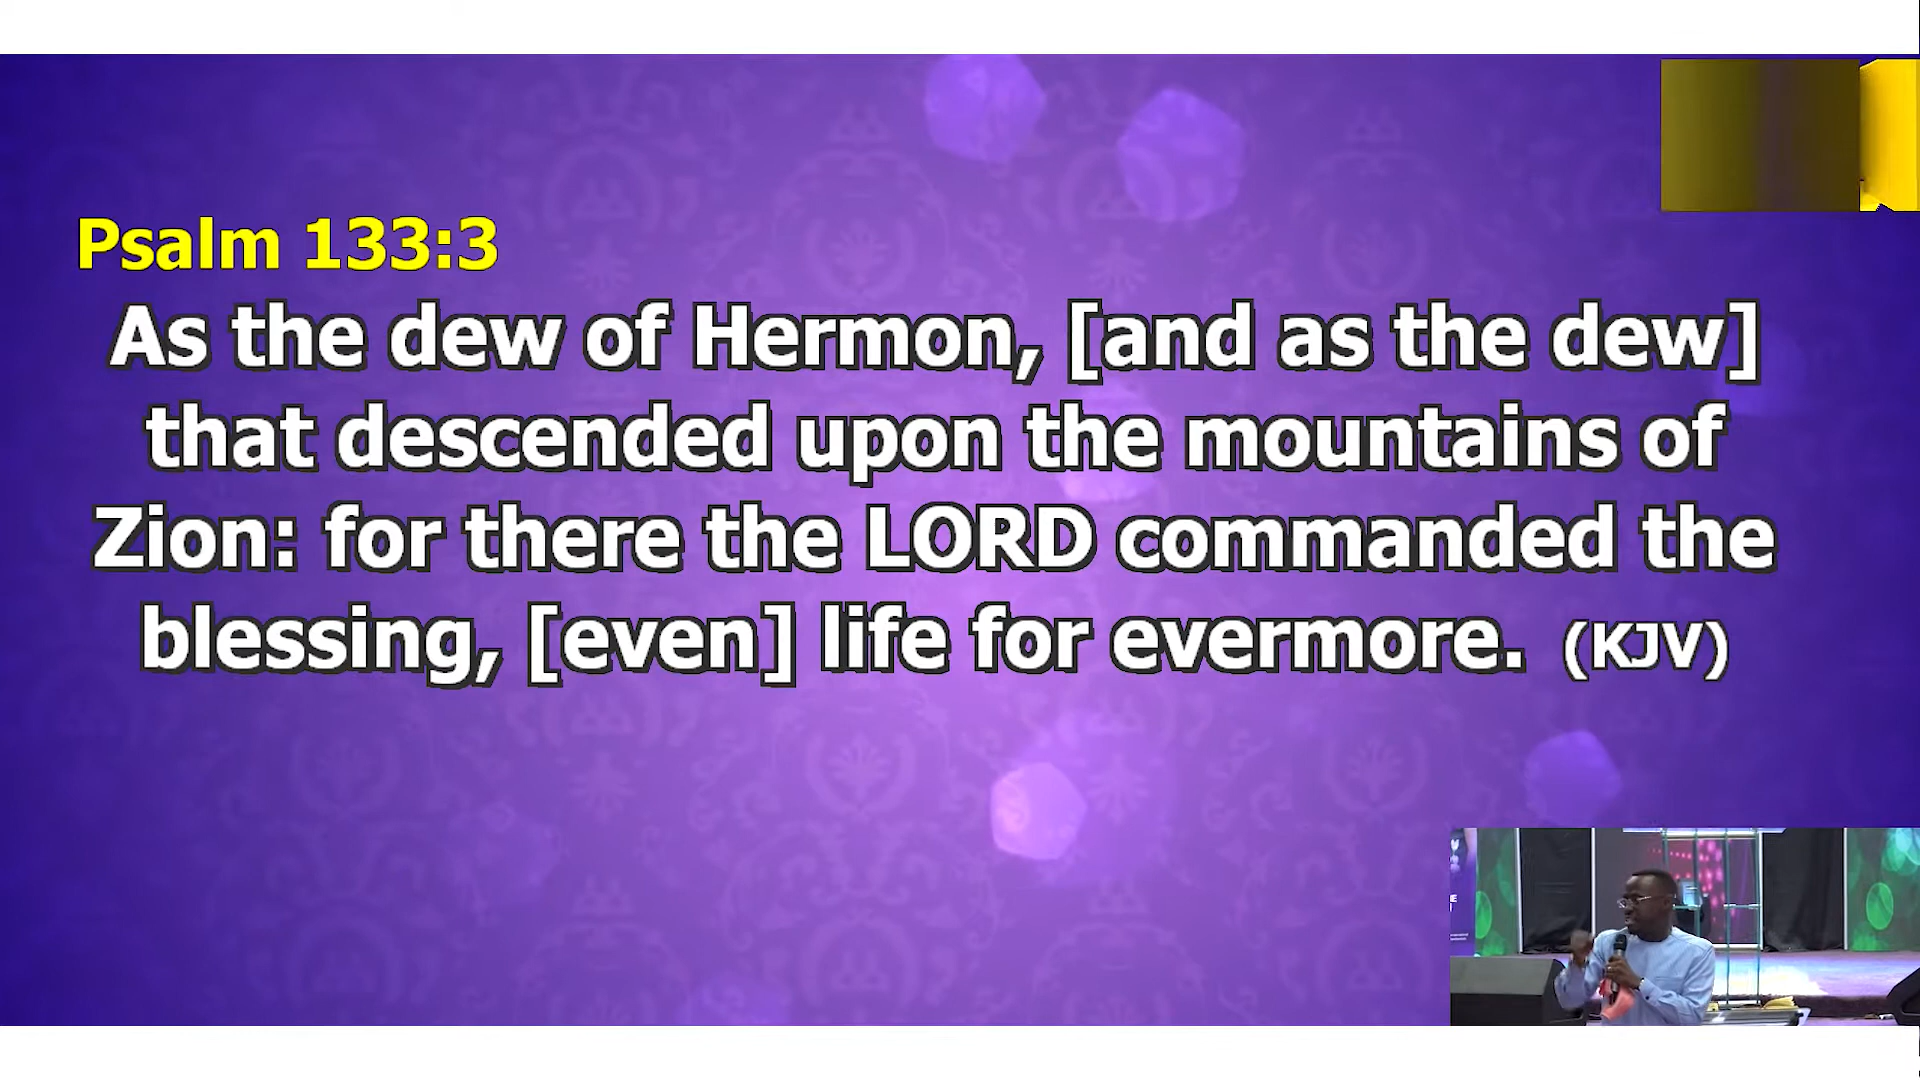 Psalm 133:3
As the dew of Hermon, [and as the dew]
that descended upon the mountains of
Zion: for there the LORD commanded the
blessing, [even] life for evermore. (KJV)